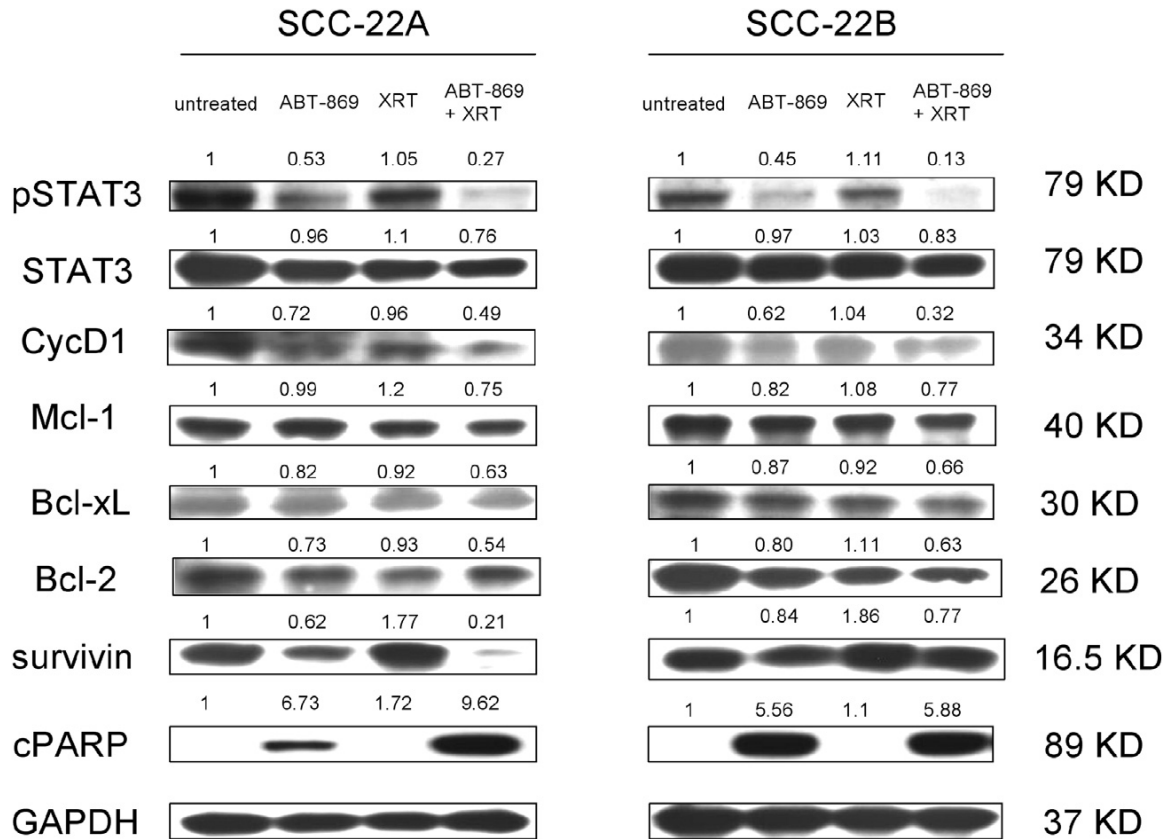 SCC-22A SCC-22B
untreated ABT-869 XRT ABT-869 + XRT untreated ABT-869 XRT ABT-869 + XRT
1 0.53 1.05 0.27 1 0.45 1.11 0.13
pSTAT3 79 KD
1 0.96 1.1 0.76 1 0.97 1.03 0.83
STAT3 79 KD
1 0.72 0.96 0.49 1 0.62 1.04 0.32
CycD1 34 KD
1 0.99 1.2 0.75 1 0.82 1.08 0.77
Mcl-1 40 KD
1 0.82 0.92 0.63 1 0.87 0.92 0.66
Bcl-xL 30 KD
1 0.73 0.93 0.54 1 0.80 1.11 0.63
Bcl-2 26 KD
1 0.62 1.77 0.21 1 0.84 1.86 0.77
survivin 16.5 KD
1 6.73 1.72 9.62 1 5.56 1.1 5.88
cPARP 89 KD
GAPDH 37 KD